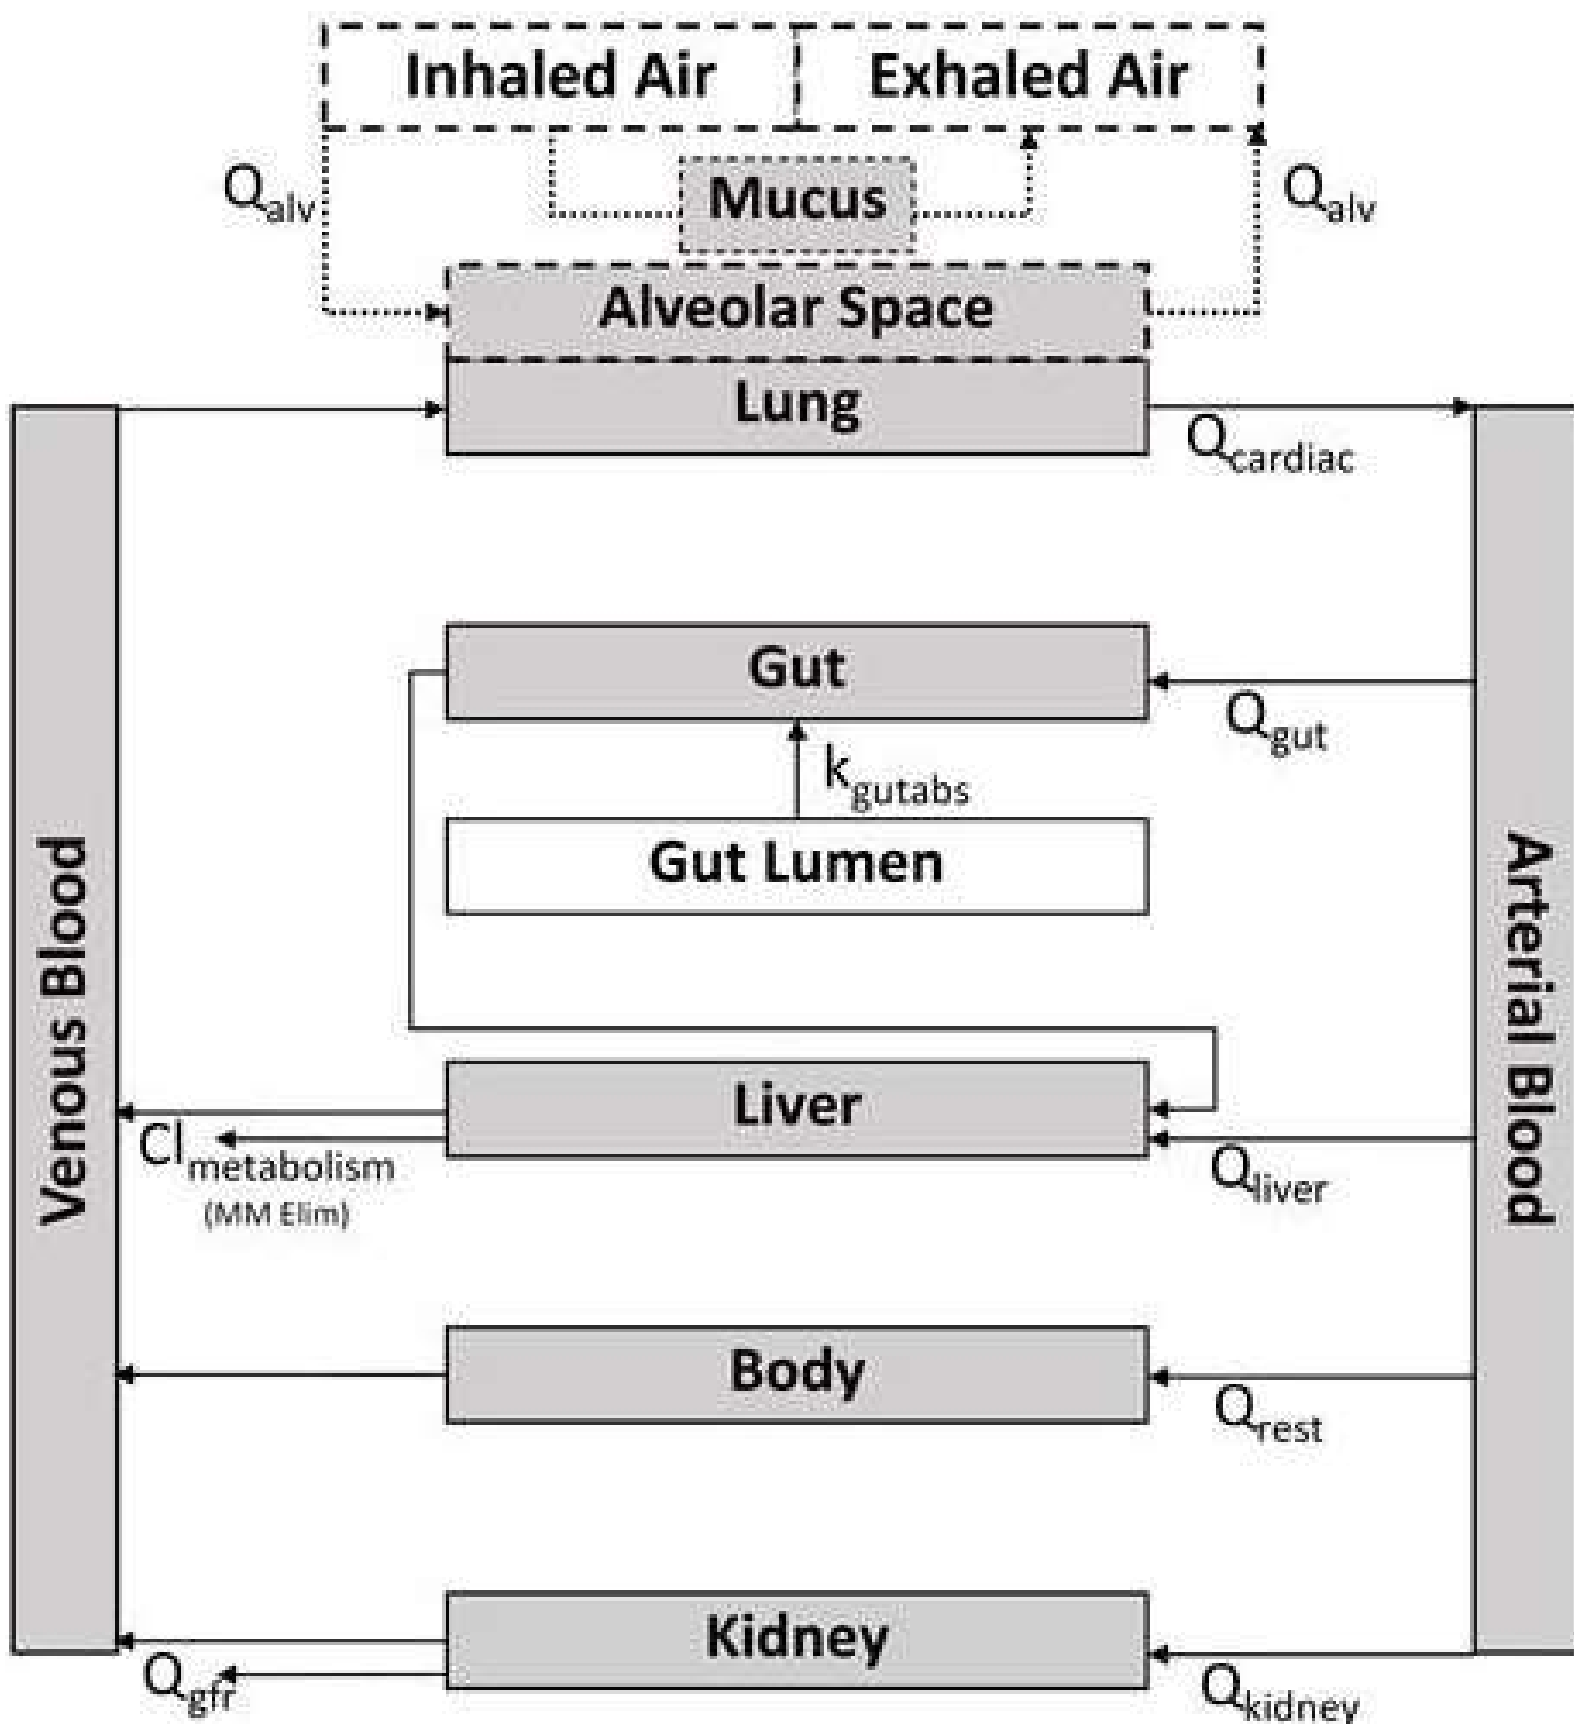 Inhaled Air
Exhaled Air
Mucus
Qalv
Qalv
Alveolar Space
Lung
Qcardiac
Gut
Qgut
kgutabs
Gut Lumen
Venous Blood
Arterial Blood
Liver
Clmetabolism
(MM Elim)
Qliver
Body
Qrest
Kidney
Qgfr
Qkidney